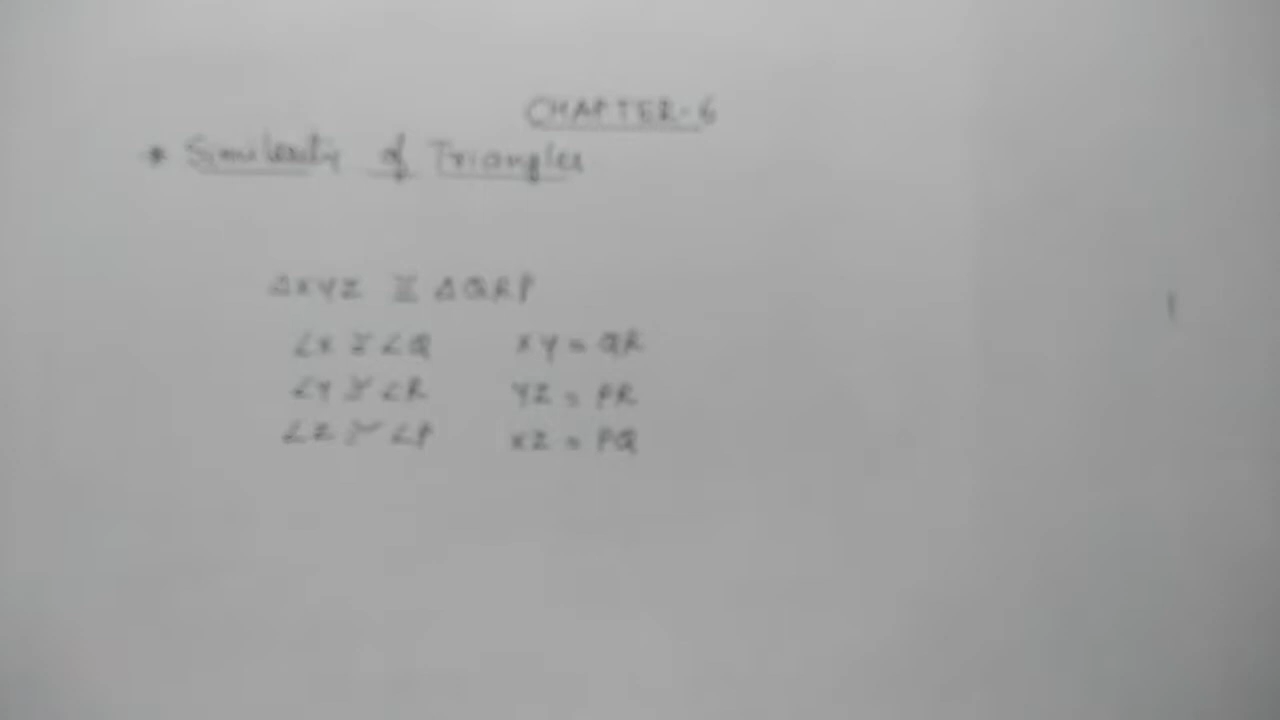 CHAPTER-6
* Similarity of Triangles
ΔXYZ ≅ ΔQRP
∠X ≅ ∠Q XY = QR
∠Y ≅ ∠R YZ = PR
∠Z ≅ ∠P XZ = PQ